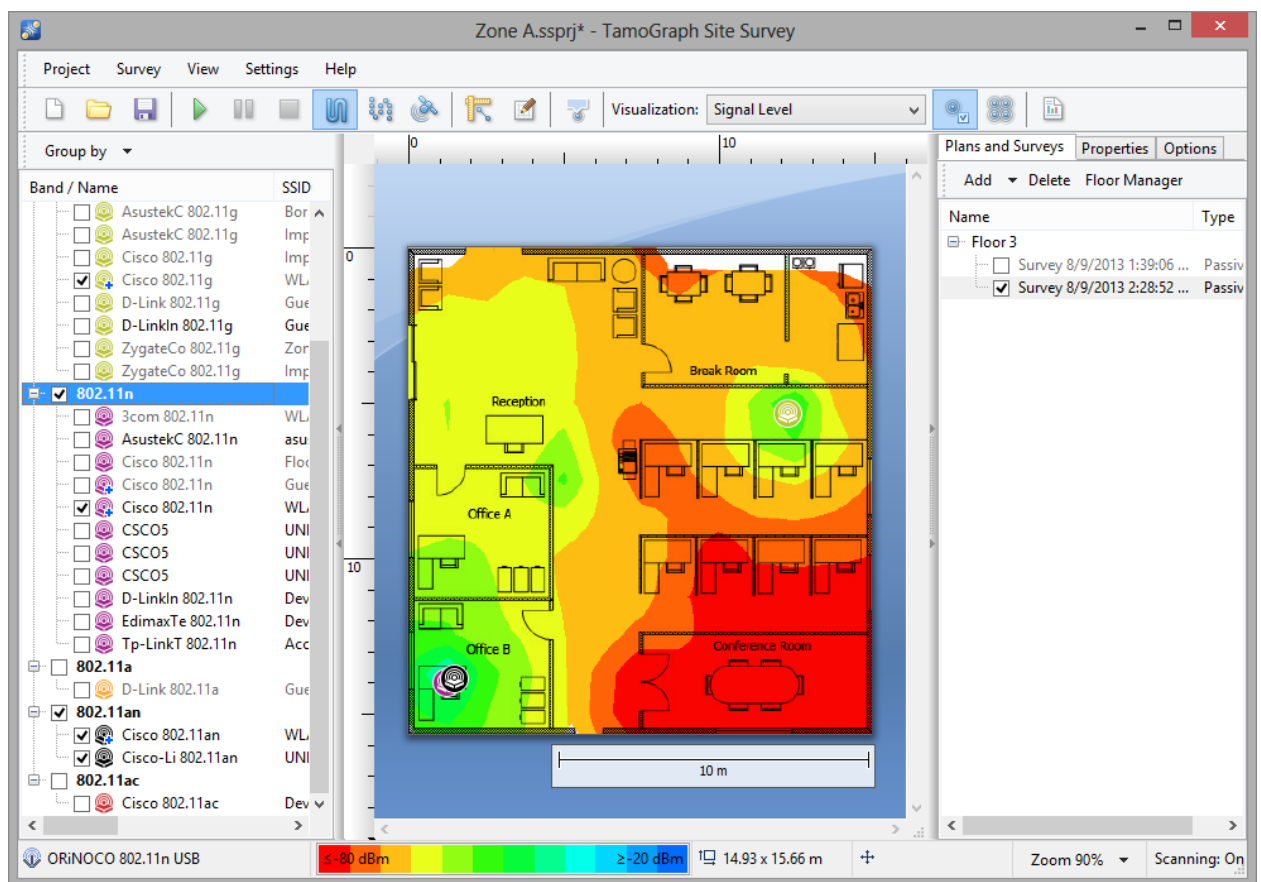 Zone A.ssprj* - TamoGraph Site Survey
Project Survey View Settings Help
Visualization: Signal Level
Group by
Band / Name SSID
AsustekC 802.11g Bor
AsustekC 802.11g Imp
Cisco 802.11g Imp
Cisco 802.11g WL
D-Link 802.11g Gue
D-LinkIn 802.11g Gue
ZygateCo 802.11g Zor
ZygateCo 802.11g Imp
802.11n
3com 802.11n WL
AsustekC 802.11n asu
Cisco 802.11n Floc
Cisco 802.11n Gue
Cisco 802.11n WL
CSCO5 UNI
CSCO5 UNI
CSCO5 UNI
D-LinkIn 802.11n Dev
EdimaxTe 802.11n Dev
Tp-LinkT 802.11n Acc
802.11a
D-Link 802.11a Gue
802.11an
Cisco 802.11an WL
Cisco-Li 802.11an UNI
802.11ac
Cisco 802.11ac Dev
0 10
0
10
Break Room
Reception
Office A
Office B
Conference Room
10 m
Plans and Surveys Properties Options
Add Delete Floor Manager
Name Type
Floor 3
Survey 8/9/2013 1:39:06 ... Passiv
Survey 8/9/2013 2:28:52 ... Passiv
ORiNOCO 802.11n USB ≤-80 dBm ≥-20 dBm 14.93 x 15.66 m Zoom 90% Scanning: On